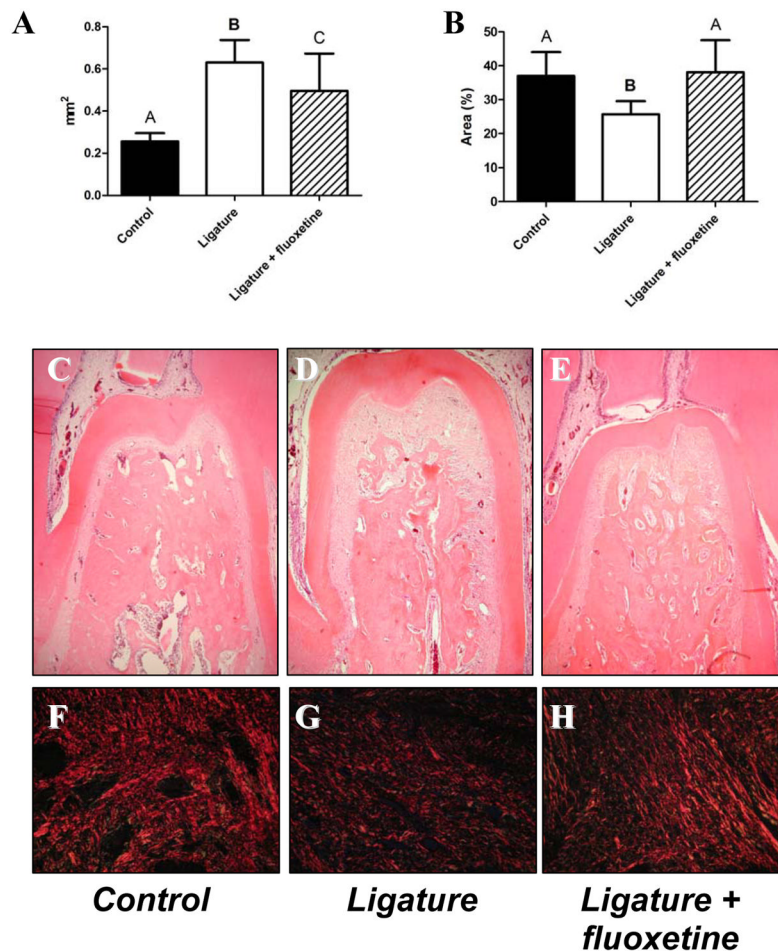 A
mm2
0.8
0.6
0.4
0.2
0.0
A
B
C
Control
Ligature
Ligature + fluoxetine
B
Area (%)
50
40
30
20
10
0
A
B
A
Control
Ligature
Ligature + fluoxetine
C
D
E
F
G
H
Control
Ligature
Ligature +
fluoxetine